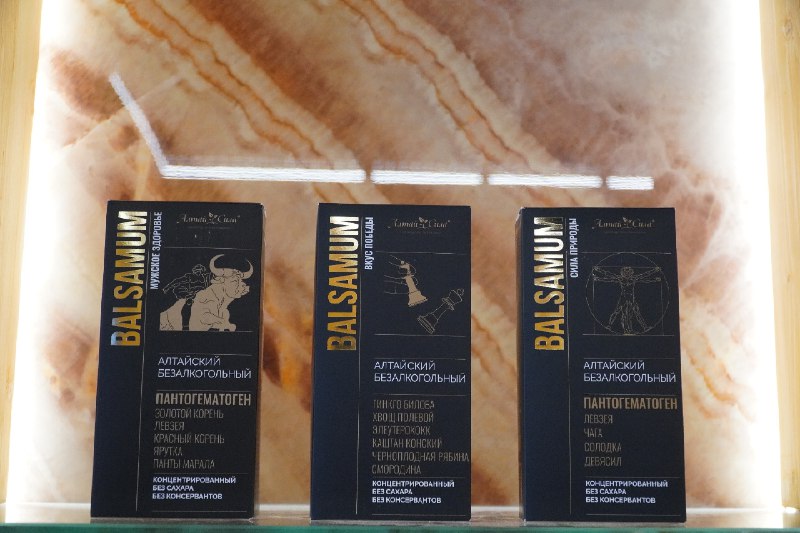 BALSAMUM
МУЖСКОЕ ЗДОРОВЬЕ
Алтай Сила
АЛТАЙСКИЙ
БЕЗАЛКОГОЛЬНЫЙ
ПАНТОГЕМАТОГЕН
ЗОЛОТОЙ КОРЕНЬ
ЛЕВЗЕЯ
КРАСНЫЙ КОРЕНЬ
ЯРУТКА
ПАНТЫ МАРАЛА
КОНЦЕНТРИРОВАННЫЙ
БЕЗ САХАРА
БЕЗ КОНСЕРВАНТОВ
BALSAMUM
ВКУС ПОБЕДЫ
Алтай Сила
АЛТАЙСКИЙ
БЕЗАЛКОГОЛЬНЫЙ
ГИНКГО БИЛОБА
ХВОЩ ПОЛЕВОЙ
ЭЛЕУТЕРОКОКК
КАШТАН КОНСКИЙ
ЧЕРНОПЛОДНАЯ РЯБИНА
СМОРОДИНА
КОНЦЕНТРИРОВАННЫЙ
БЕЗ САХАРА
БЕЗ КОНСЕРВАНТОВ
BALSAMUM
СИЛА ПРИРОДЫ
Алтай Сила
АЛТАЙСКИЙ
БЕЗАЛКОГОЛЬНЫЙ
ПАНТОГЕМАТОГЕН
ЛЕВЗЕЯ
ЧАГА
СОЛОДКА
ДЕВЯСИЛ
КОНЦЕНТРИРОВАННЫЙ
БЕЗ САХАРА
БЕЗ КОНСЕРВАНТОВ